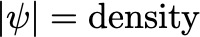 |ψ| = density